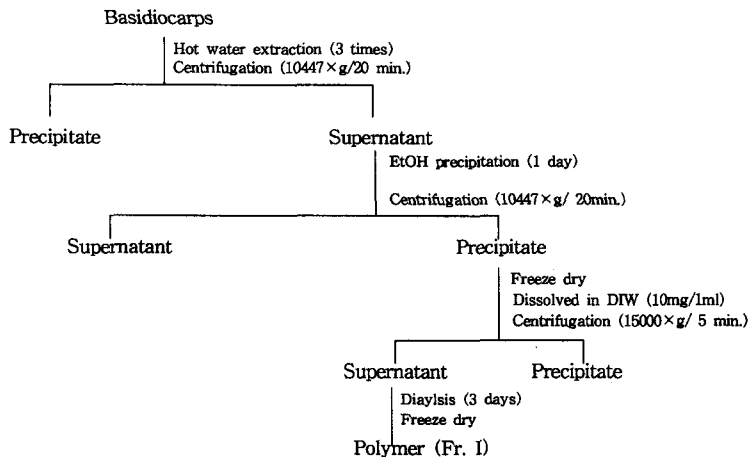 Basidiocarps
Hot water extraction (3 times)
Centrifugation (10447×g/20 min.)
Precipitate
Supernatant
EtOH precipitation (1 day)
Centrifugation (10447×g/ 20min.)
Supernatant
Precipitate
Freeze dry
Dissolved in DIW (10mg/1ml)
Centrifugation (15000×g/ 5 min.)
Supernatant
Precipitate
Diaylsis (3 days)
Freeze dry
Polymer (Fr. I)